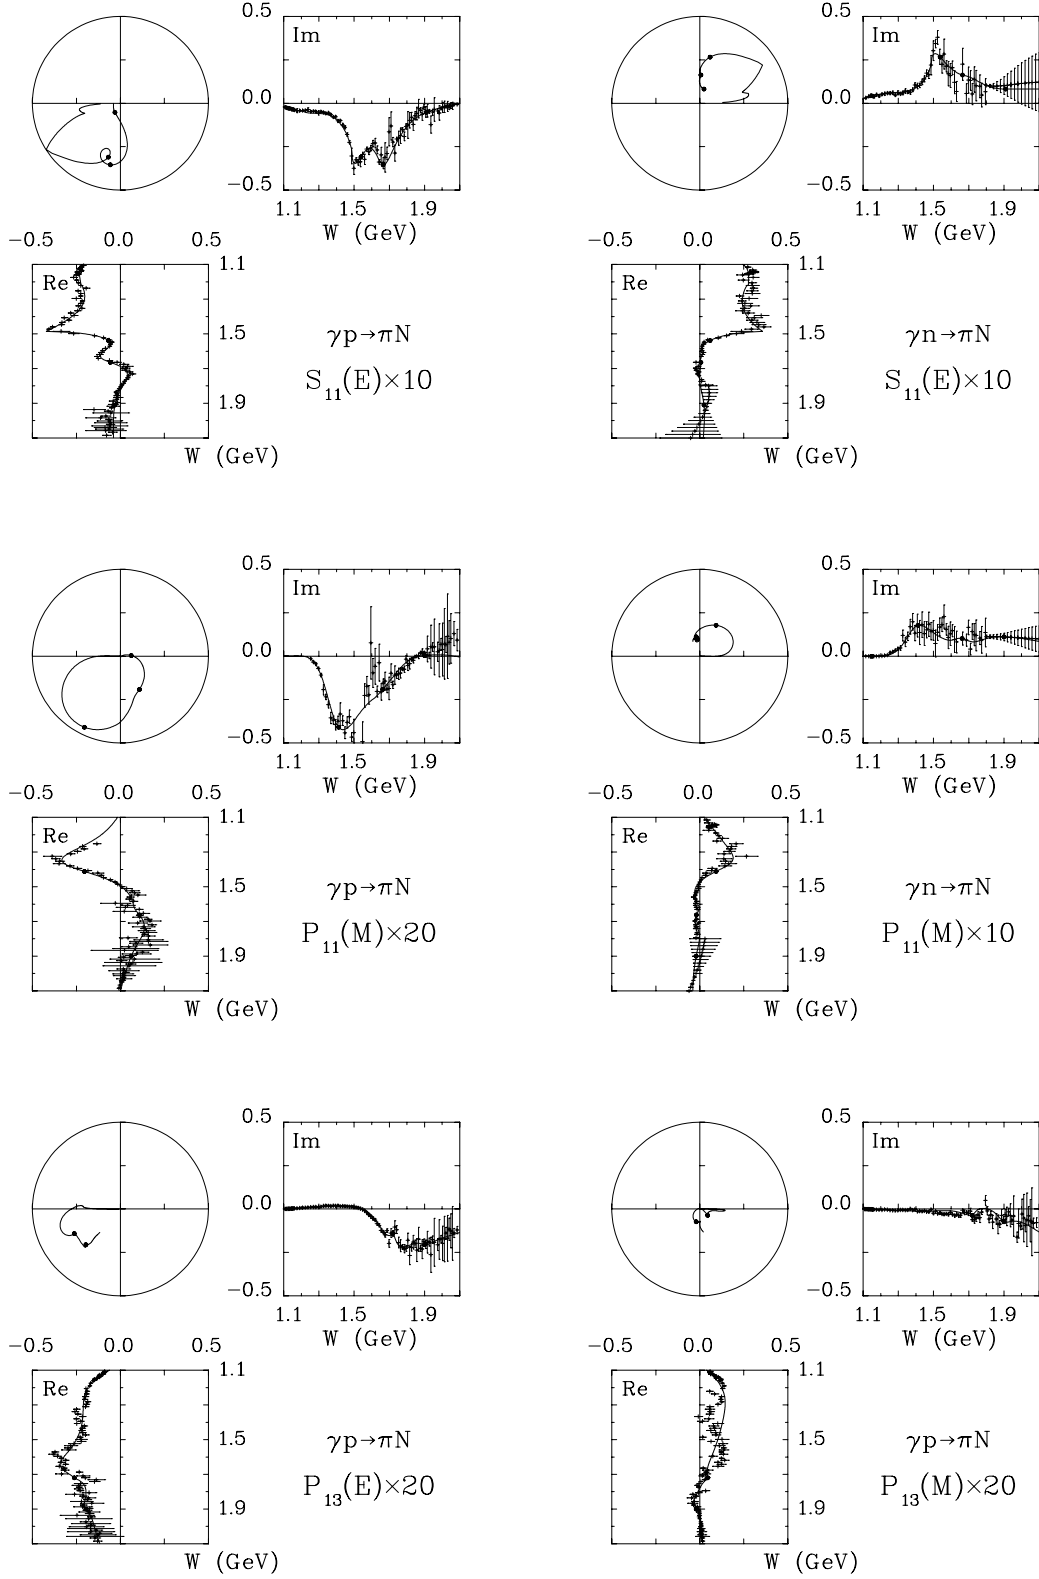 Im
0.5
0.0
−0.5
1.1 1.5 1.9
W (GeV)
−0.5 0.0 0.5
Re
1.1
1.5
1.9
W (GeV)
γp→πN
S₁₁(E)×10
Im
0.5
0.0
−0.5
1.1 1.5 1.9
W (GeV)
−0.5 0.0 0.5
Re
1.1
1.5
1.9
W (GeV)
γn→πN
S₁₁(E)×10
Im
0.5
0.0
−0.5
1.1 1.5 1.9
W (GeV)
−0.5 0.0 0.5
Re
1.1
1.5
1.9
W (GeV)
γp→πN
P₁₁(M)×20
Im
0.5
0.0
−0.5
1.1 1.5 1.9
W (GeV)
−0.5 0.0 0.5
Re
1.1
1.5
1.9
W (GeV)
γn→πN
P₁₁(M)×10
Im
0.5
0.0
−0.5
1.1 1.5 1.9
W (GeV)
−0.5 0.0 0.5
Re
1.1
1.5
1.9
W (GeV)
γp→πN
P₁₃(E)×20
Im
0.5
0.0
−0.5
1.1 1.5 1.9
W (GeV)
−0.5 0.0 0.5
Re
1.1
1.5
1.9
W (GeV)
γp→πN
P₁₃(M)×20